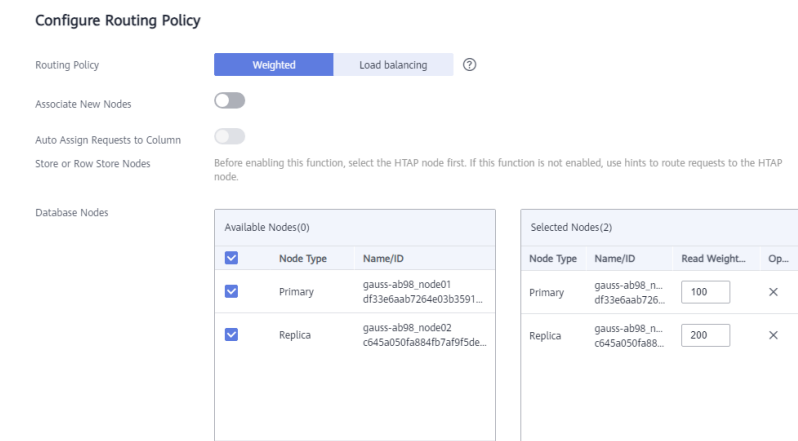 Configure Routing Policy
Routing Policy
Weighted
Load balancing
?
Associate New Nodes
Auto Assign Requests to Column
Store or Row Store Nodes
Before enabling this function, select the HTAP node first. If this function is not enabled, use hints to route requests to the HTAP
node.
Database Nodes
Available Nodes(0)
Node Type Name/ID
Primary gauss-ab98_node01
df33e6aab7264e03b3591...
Replica gauss-ab98_node02
c645a050fa884fb7af9f5de...
Selected Nodes(2)
Node Type Name/ID Read Weight... Op...
Primary gauss-ab98_n... 100
df33e6aab726...
Replica gauss-ab98_n... 200
c645a050fa88...